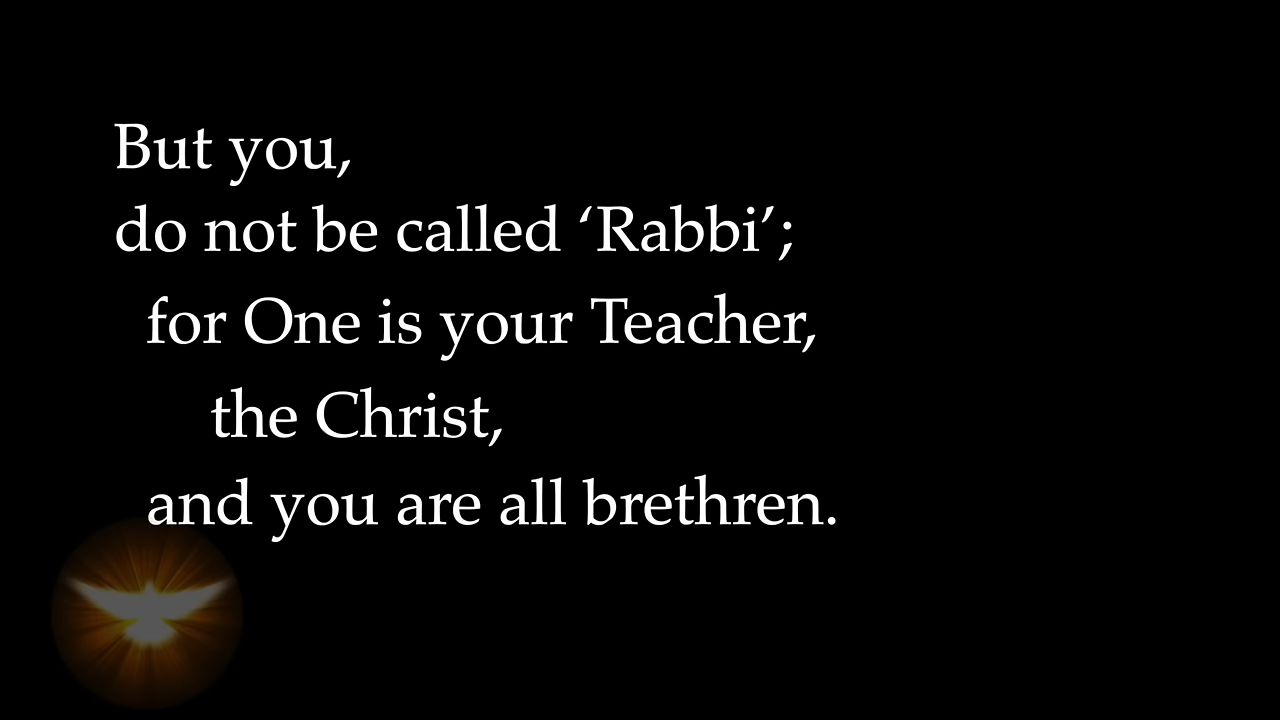 But you,
do not be called ‘Rabbi’;
for One is your Teacher,
the Christ,
and you are all brethren.